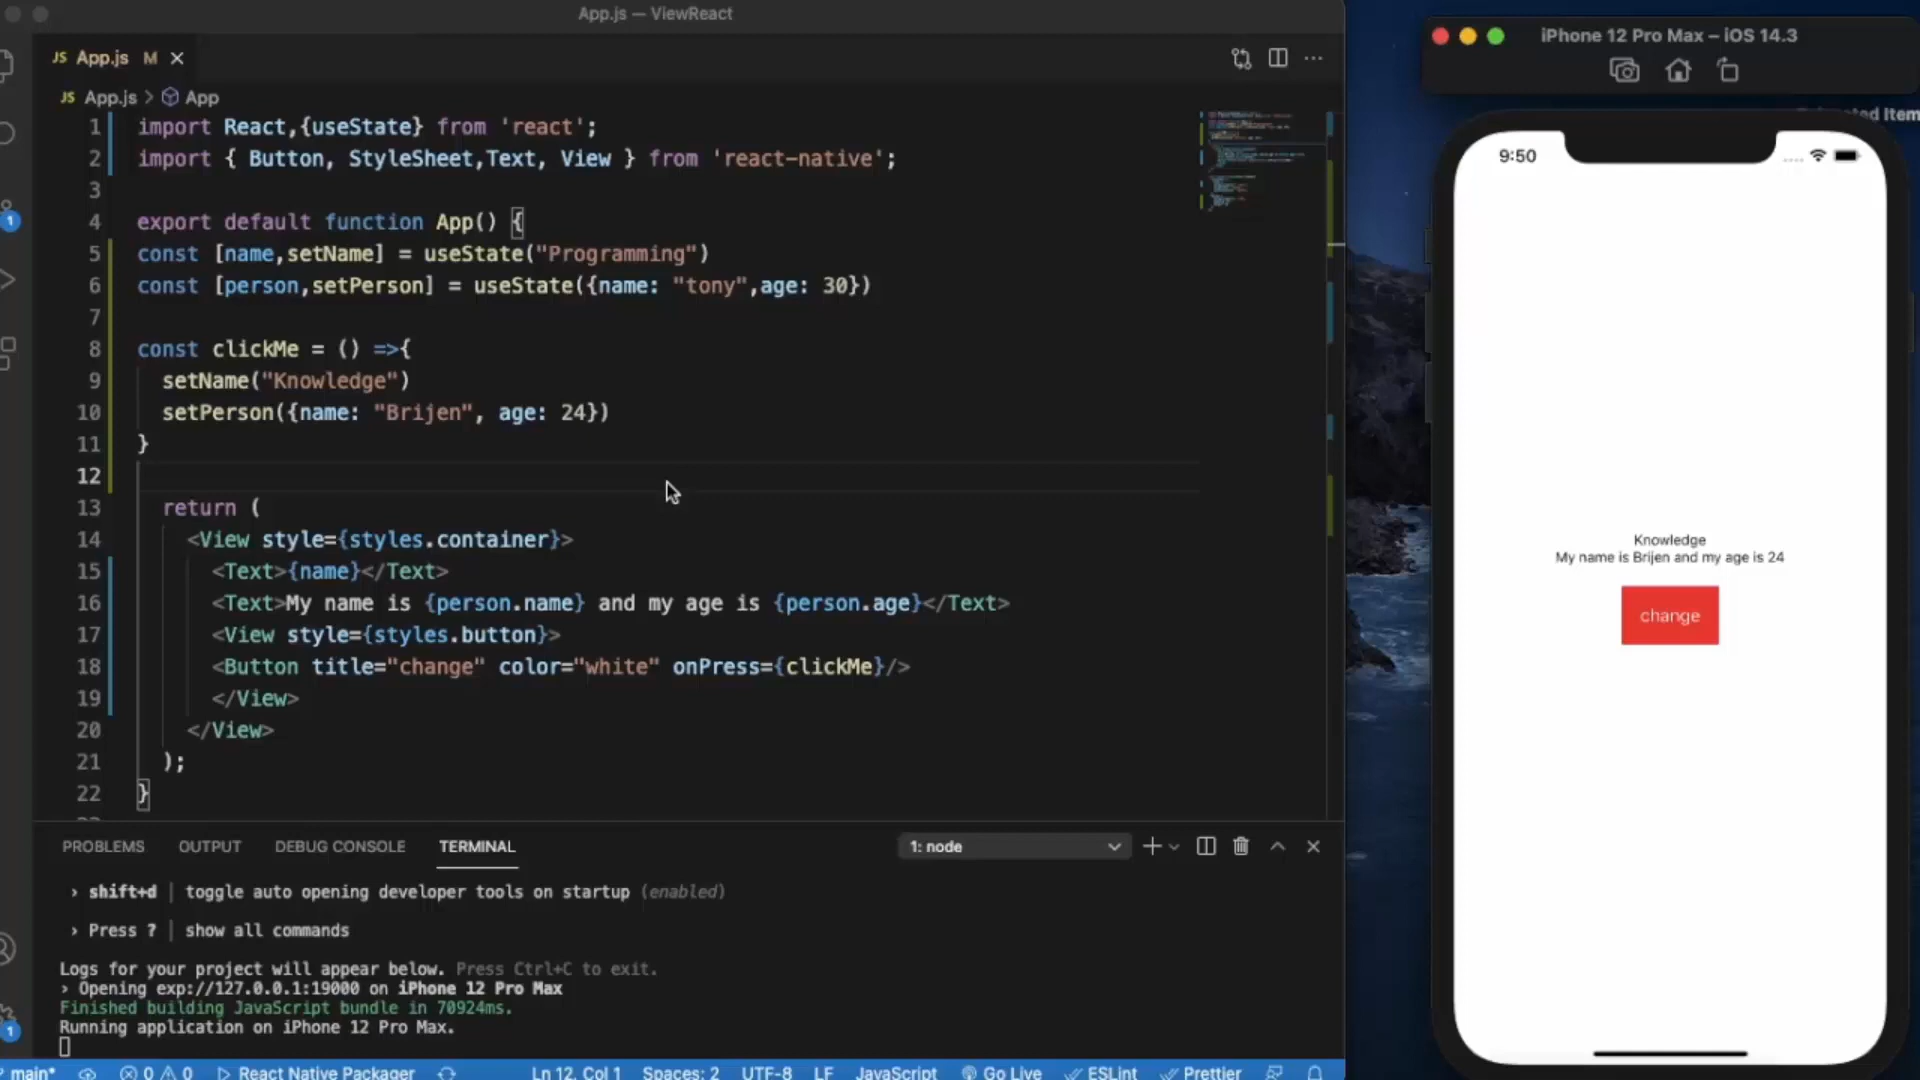 App.js — ViewReact
JS App.js M
JS App.js > App
1 import React,{useState} from 'react';
2 import { Button, StyleSheet,Text, View } from 'react-native';
3
4 export default function App() {
5 const [name,setName] = useState("Programming")
6 const [person,setPerson] = useState({name: "tony",age: 30})
7
8 const clickMe = () =>{
9 setName("Knowledge")
10 setPerson({name: "Brijen", age: 24})
11 }
12
13 return (
14 <View style={styles.container}>
15 <Text>{name}</Text>
16 <Text>My name is {person.name} and my age is {person.age}</Text>
17 <View style={styles.button}>
18 <Button title="change" color="white" onPress={clickMe}/>
19 </View>
20 </View>
21 );
22 }
PROBLEMS OUTPUT DEBUG CONSOLE TERMINAL 1: node
› shift+d | toggle auto opening developer tools on startup (enabled)
› Press ? | show all commands
Logs for your project will appear below. Press Ctrl+C to exit.
› Opening exp://127.0.0.1:19000 on iPhone 12 Pro Max
Finished building JavaScript bundle in 70924ms.
Running application on iPhone 12 Pro Max.
1
1
main* 0 0 React Native Packager Ln 12, Col 1 Spaces: 2 UTF-8 LF JavaScript Go Live ESLint Prettier
iPhone 12 Pro Max – iOS 14.3
Item
9:50
Knowledge
My name is Brijen and my age is 24
change